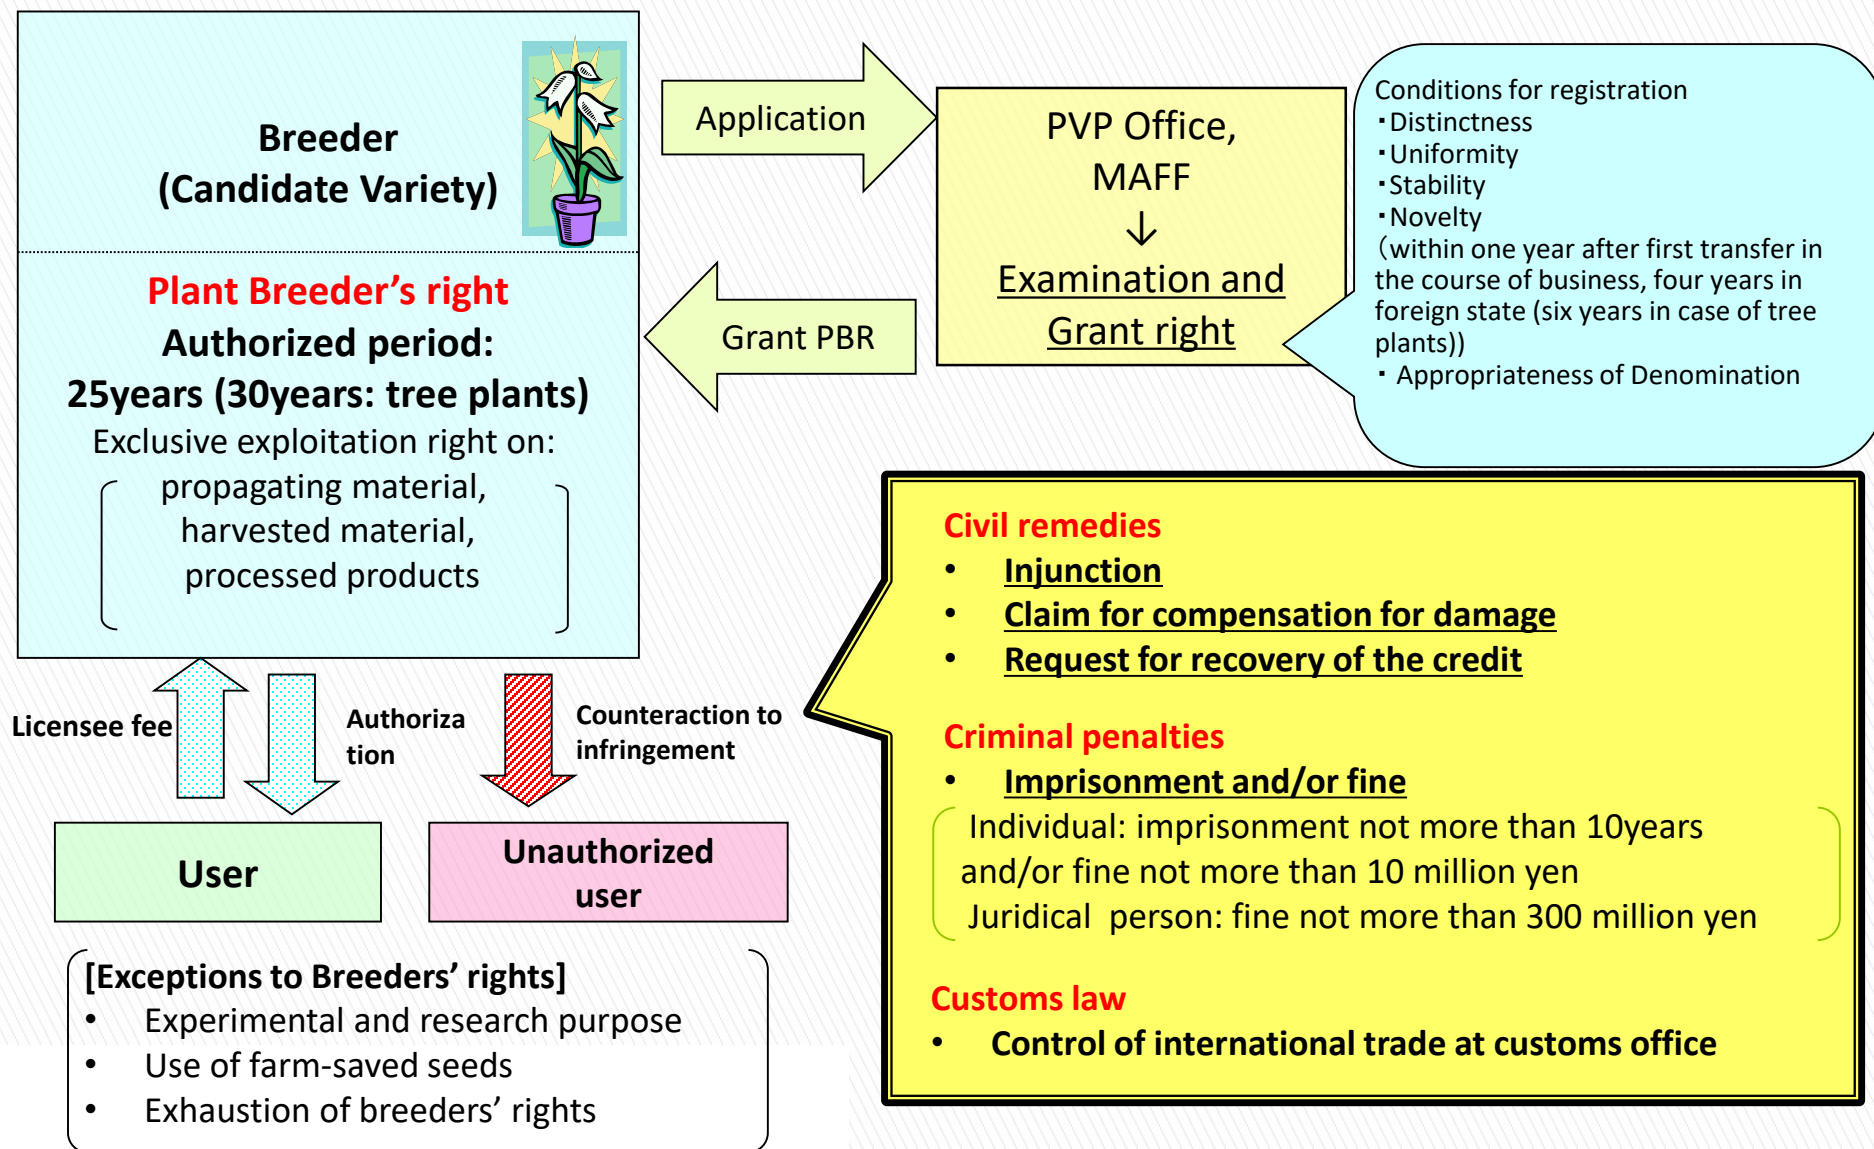 Breeder
(Candidate Variety)
Plant Breeder’s right
Authorized period:
25years (30years: tree plants)
Exclusive exploitation right on:
propagating material,
harvested material,
processed products
Application
Grant PBR
PVP Office,
MAFF
↓
Examination and
Grant right
Conditions for registration
・Distinctness
・Uniformity
・Stability
・Novelty
（within one year after first transfer in
the course of business, four years in
foreign state (six years in case of tree
plants))
・ Appropriateness of Denomination
Licensee fee
Authoriza
tion
Counteraction to
infringement
User
Unauthorized
user
[Exceptions to Breeders’ rights]
• Experimental and research purpose
• Use of farm-saved seeds
• Exhaustion of breeders’ rights
Civil remedies
• Injunction
• Claim for compensation for damage
• Request for recovery of the credit
Criminal penalties
• Imprisonment and/or fine
Individual: imprisonment not more than 10years
and/or fine not more than 10 million yen
Juridical person: fine not more than 300 million yen
Customs law
• Control of international trade at customs office